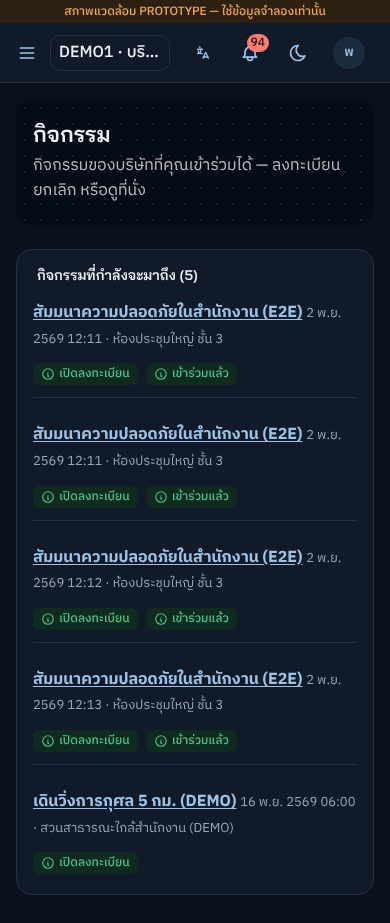 สภาพแวดล้อม PROTOTYPE — ใช้ข้อมูลจำลองเท่านั้น
DEMO1 · บริ...
94
W
กิจกรรม
กิจกรรมของบริษัทที่คุณเข้าร่วมได้ — ลงทะเบียน
ยกเลิก หรือดูที่นั่ง
กิจกรรมที่กำลังจะมาถึง (5)
สัมมนาความปลอดภัยในสำนักงาน (E2E) 2 พ.ย.
2569 12:11 · ห้องประชุมใหญ่ ชั้น 3
เปิดลงทะเบียน เข้าร่วมแล้ว
สัมมนาความปลอดภัยในสำนักงาน (E2E) 2 พ.ย.
2569 12:11 · ห้องประชุมใหญ่ ชั้น 3
เปิดลงทะเบียน เข้าร่วมแล้ว
สัมมนาความปลอดภัยในสำนักงาน (E2E) 2 พ.ย.
2569 12:12 · ห้องประชุมใหญ่ ชั้น 3
เปิดลงทะเบียน เข้าร่วมแล้ว
สัมมนาความปลอดภัยในสำนักงาน (E2E) 2 พ.ย.
2569 12:13 · ห้องประชุมใหญ่ ชั้น 3
เปิดลงทะเบียน เข้าร่วมแล้ว
เดินวิ่งการกุศล 5 กม. (DEMO) 16 พ.ย. 2569 06:00
· สวนสาธารณะใกล้สำนักงาน (DEMO)
เปิดลงทะเบียน